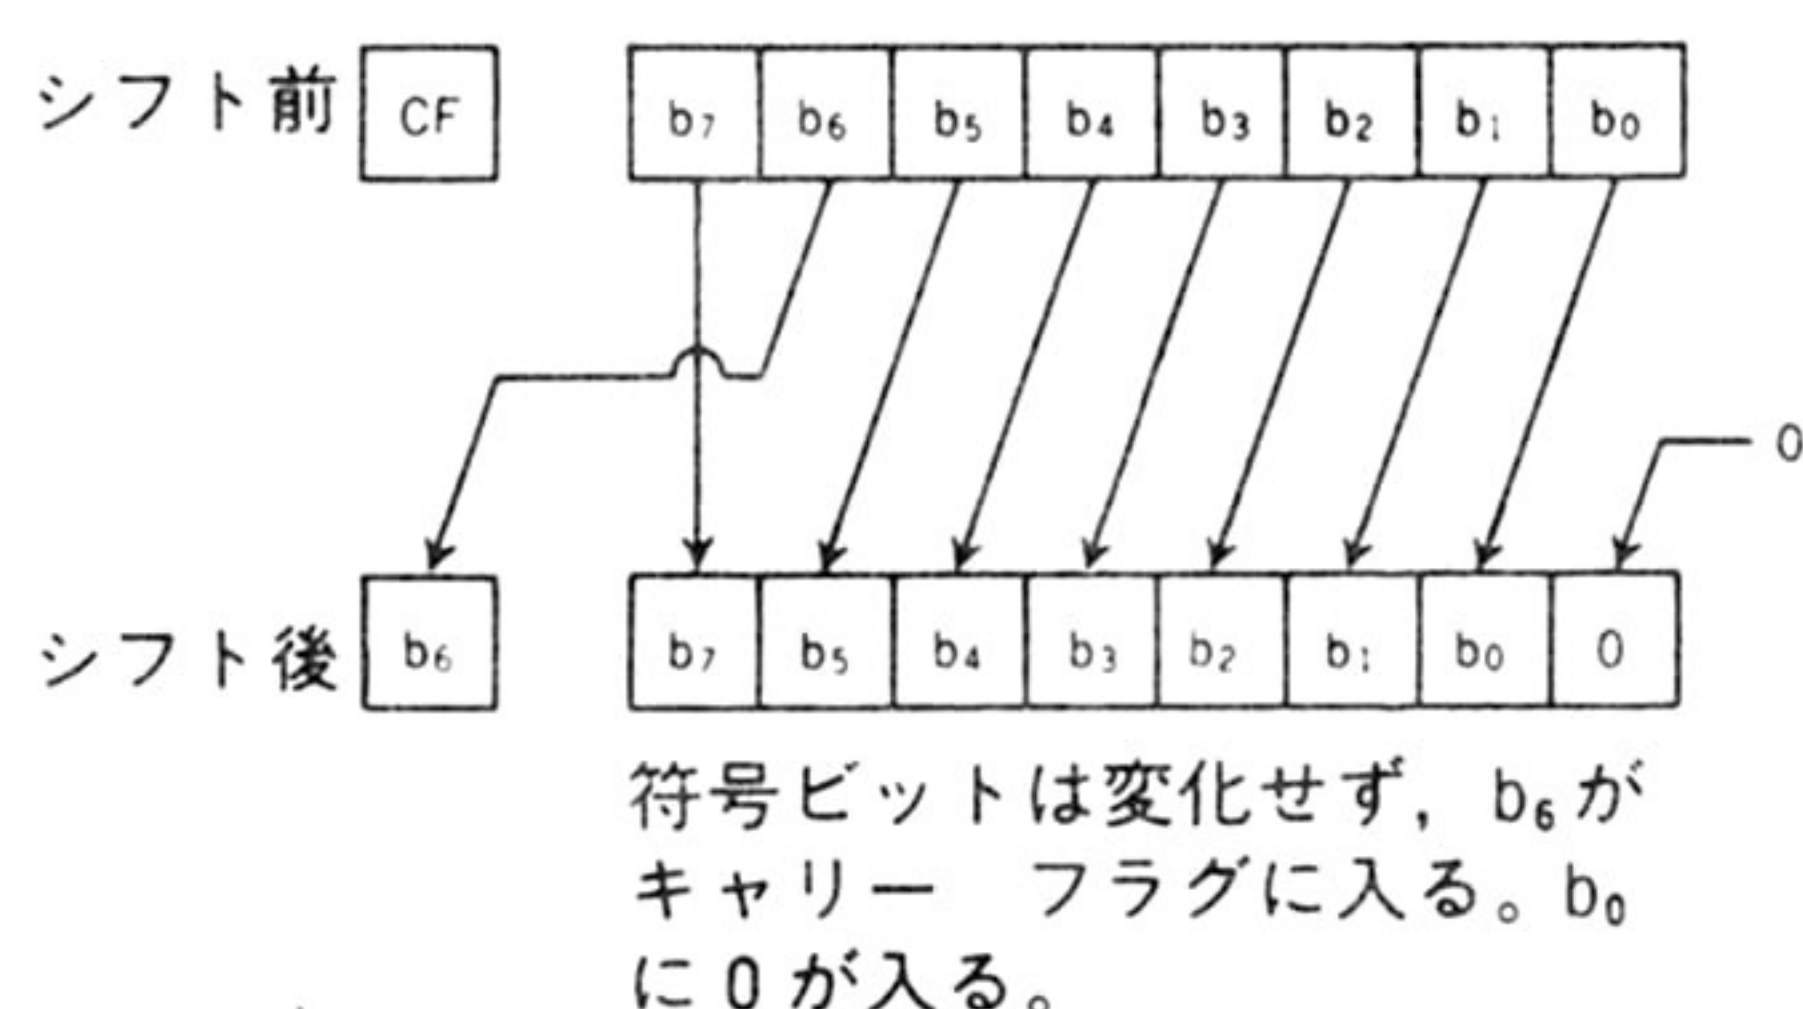 シフト前 CF b₇ b₆ b₅ b₄ b₃ b₂ b₁ b₀
0
シフト後 b₆ b₇ b₅ b₄ b₃ b₂ b₁ b₀ 0
符号ビットは変化せず, b₆が
キャリー フラグに入る。b₀
に0が入る。